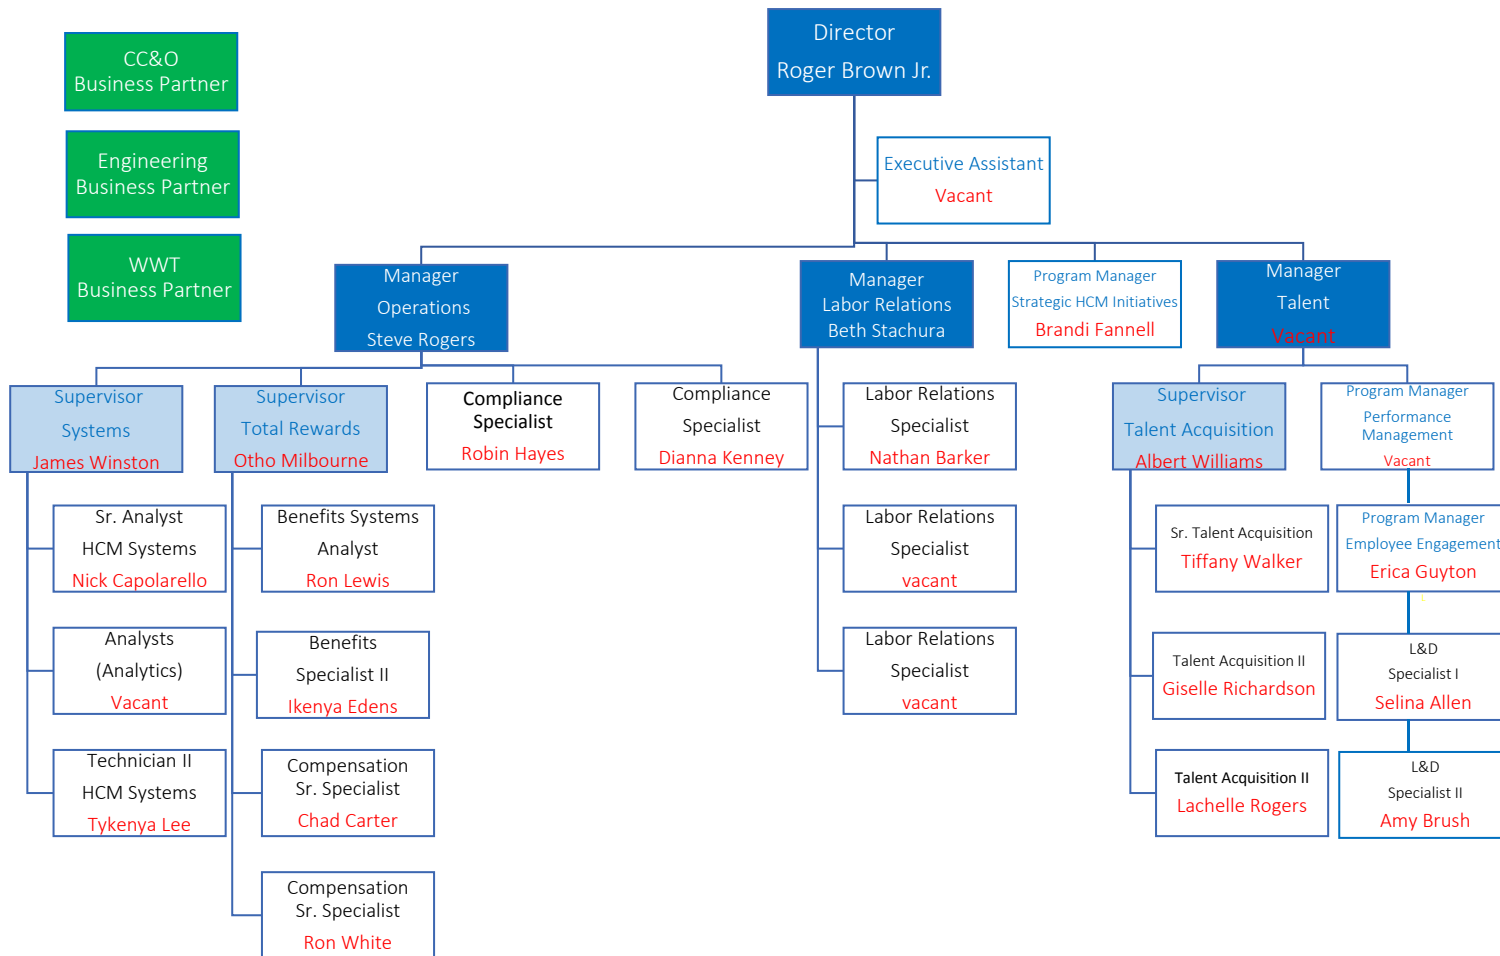 Director
Roger Brown Jr.
CC&O
Business Partner
Engineering
Business Partner
WWT
Business Partner
Executive Assistant
Vacant
Manager
Operations
Steve Rogers
Manager
Labor Relations
Beth Stachura
Program Manager
Strategic HCM Initiatives
Brandi Fannell
Manager
Talent
Vacant
Supervisor
Systems
James Winston
Supervisor
Total Rewards
Otho Milbourne
Compliance
Specialist
Robin Hayes
Compliance
Specialist
Dianna Kenney
Labor Relations
Specialist
Nathan Barker
Supervisor
Talent Acquisition
Albert Williams
Program Manager
Performance
Management
Vacant
Sr. Analyst
HCM Systems
Nick Capolarello
Benefits Systems
Analyst
Ron Lewis
Labor Relations
Specialist
vacant
Sr. Talent Acquisition
Tiffany Walker
Program Manager
Employee Engagement
Erica Guyton
Analysts
(Analytics)
Vacant
Benefits
Specialist II
Ikenya Edens
Labor Relations
Specialist
vacant
Talent Acquisition II
Giselle Richardson
L&D
Specialist I
Selina Allen
Technician II
HCM Systems
Tykenya Lee
Compensation
Sr. Specialist
Chad Carter
Talent Acquisition II
Lachelle Rogers
L&D
Specialist II
Amy Brush
Compensation
Sr. Specialist
Ron White